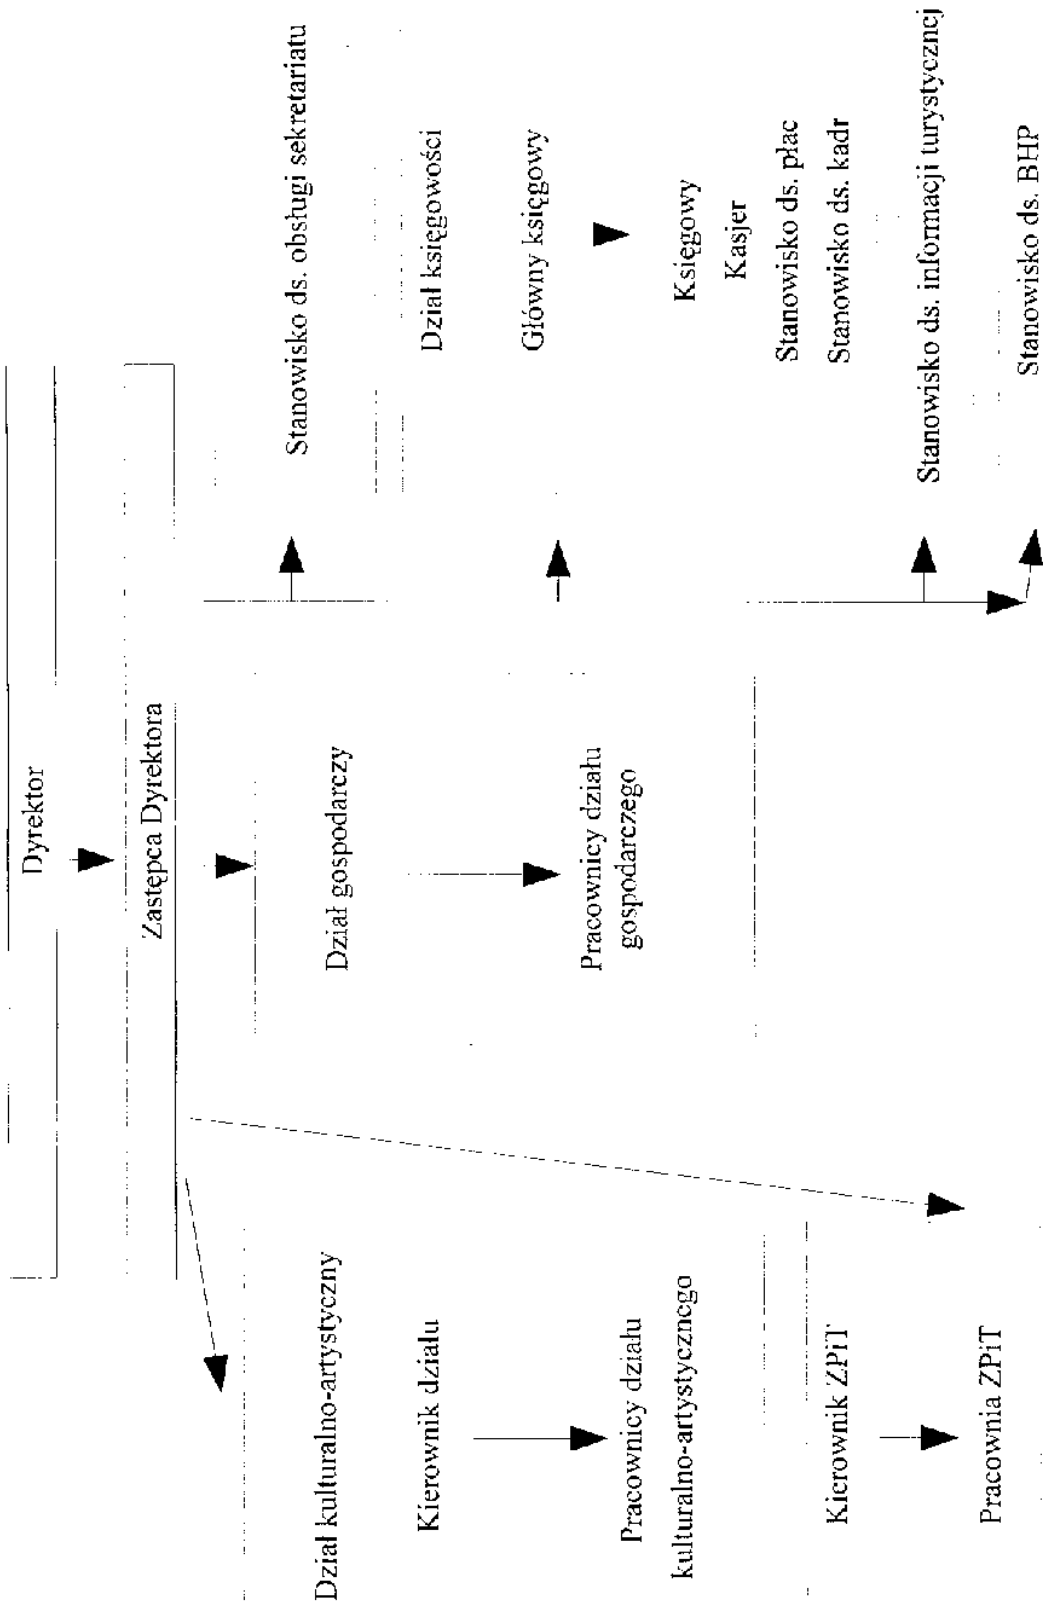 Dyrektor
Zastępca Dyrektora
Dział kulturalno-artystyczny
Kierownik działu
Pracownicy działu
kulturalno-artystycznego
Kierownik ZPiT
Pracownia ZPiT
Dział gospodarczy
Pracownicy działu
gospodarczego
Stanowisko ds. obsługi sekretariatu
Dział księgowości
Główny księgowy
Księgowy
Kasjer
Stanowisko ds. płac
Stanowisko ds. kadr
Stanowisko ds. informacji turystycznej
Stanowisko ds. BHP